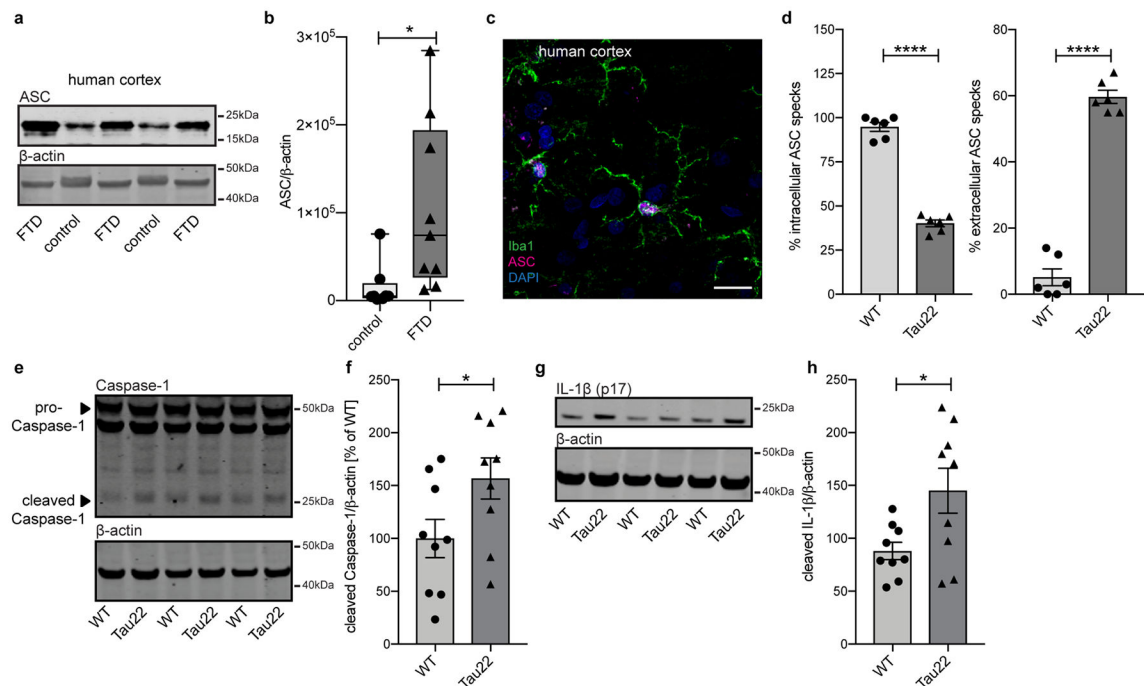 a
human cortex
ASC
25kDa
15kDa
β-actin
50kDa
40kDa
FTD
control
FTD
control
FTD
b
*
3×10⁵
2×10⁵
1×10⁵
0
ASC/β-actin
control
FTD
c
human cortex
Iba1
ASC
DAPI
d
****
150
100
50
0
% intracellular ASC specks
WT
Tau22
****
80
60
40
20
0
% extracellular ASC specks
WT
Tau22
e
Caspase-1
pro-
Caspase-1
50kDa
cleaved
Caspase-1
25kDa
β-actin
50kDa
40kDa
WT
Tau22
WT
Tau22
WT
Tau22
f
*
250
200
150
100
50
0
cleaved Caspase-1/β-actin [% of WT]
WT
Tau22
g
IL-1β (p17)
25kDa
β-actin
50kDa
40kDa
WT
Tau22
WT
Tau22
WT
Tau22
h
*
250
200
150
100
50
0
cleaved IL-1β/β-actin
WT
Tau22